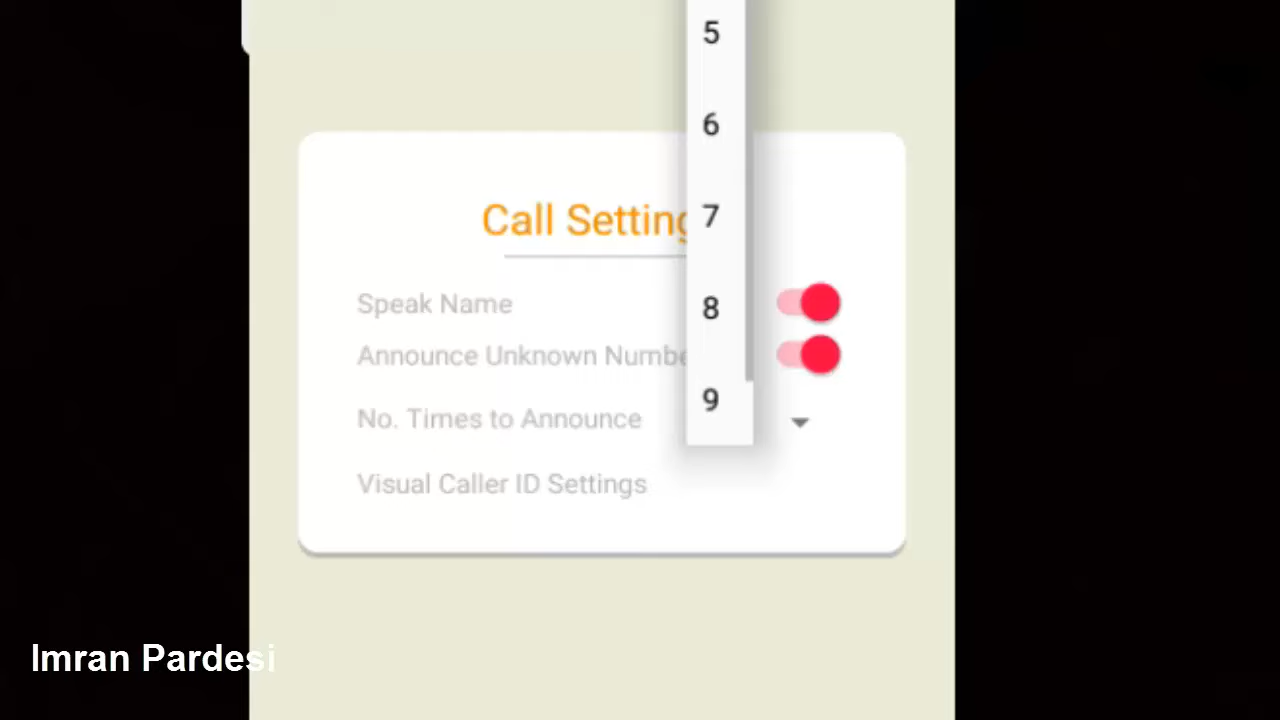 5
6
7
Call Setting
Speak Name
8
Announce Unknown Numbe
No. Times to Announce
9
Visual Caller ID Settings
Imran Pardesi